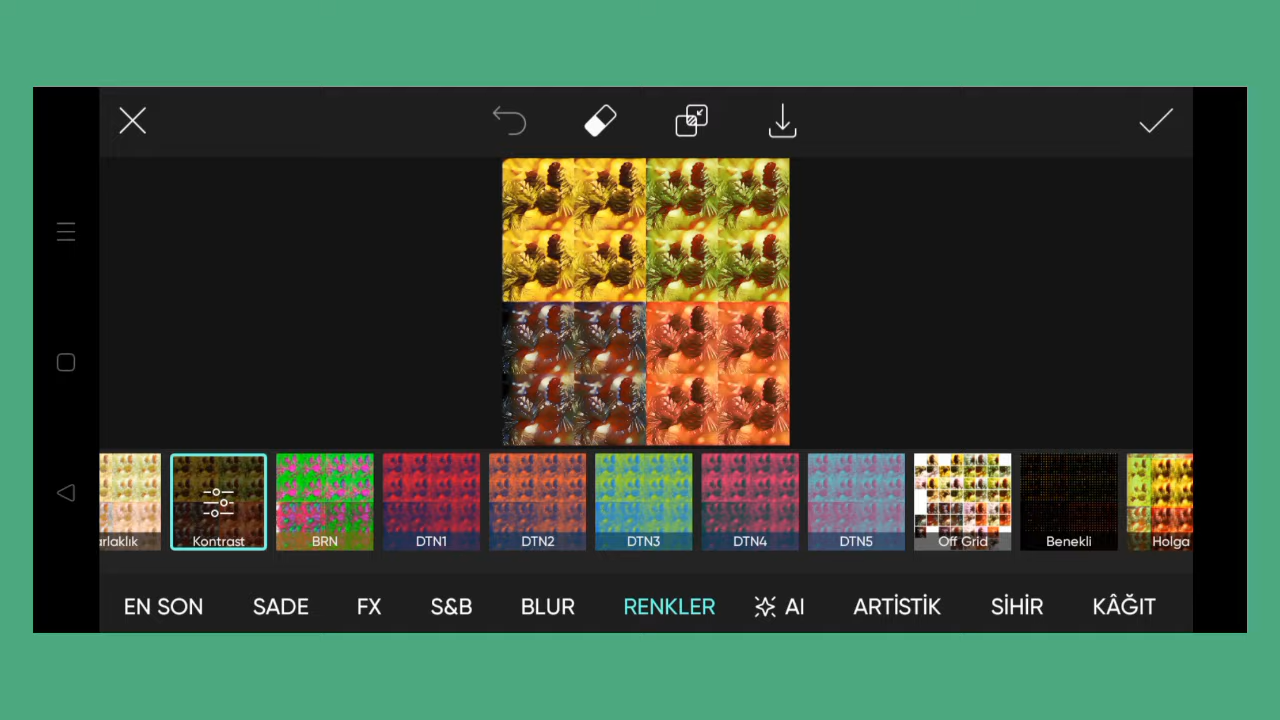 arlaklık Kontrast BRN DTN1 DTN2 DTN3 DTN4 DTN5 Off Grid Benekli Holga
EN SON SADE FX S&B BLUR RENKLER AI ARTİSTİK SİHİR KÂĞIT